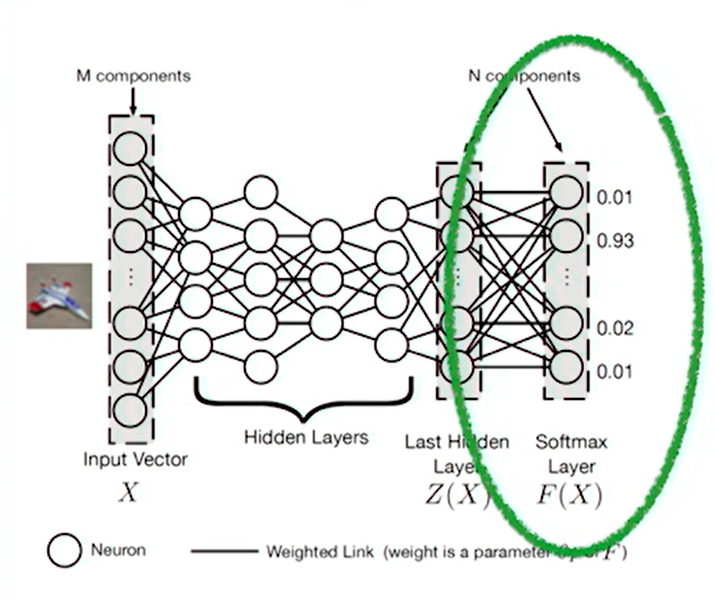 M components
N components
0.01
0.93
0.02
0.01
Hidden Layers
Input Vector
X
Last Hidden
Layer
Z(X)
Softmax
Layer
F(X)
Neuron
Weighted Link (weight is a parameter of F)